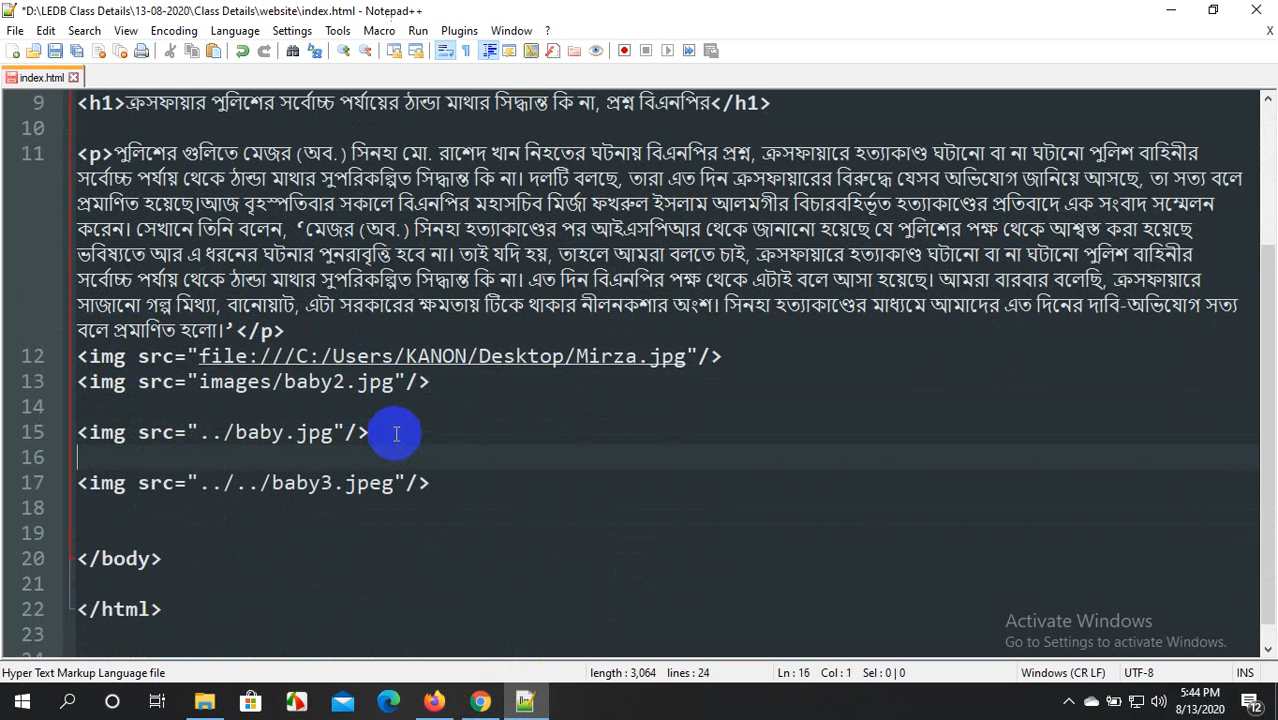 *D:\LEDB Class Details\13-08-2020\Class Details\website\index.html - Notepad++
File Edit Search View Encoding Language Settings Tools Macro Run Plugins Window ?
X
index.html
9 <h1>ক্রসফায়ার পুলিশের সর্বোচ্চ পর্যায়ের ঠান্ডা মাথার সিদ্ধান্ত কি না, প্রশ্ন বিএনপির</h1>
10
11 <p>পুলিশের গুলিতে মেজর (অব.) সিনহা মো. রাশেদ খান নিহতের ঘটনায় বিএনপির প্রশ্ন, ক্রসফায়ারে হত্যাকাণ্ড ঘটানো বা না ঘটানো পুলিশ বাহিনীর
সর্বোচ্চ পর্যায় থেকে ঠান্ডা মাথার সুপরিকল্পিত সিদ্ধান্ত কি না। দলটি বলছে, তারা এত দিন ক্রসফায়ারের বিরুদ্ধে যেসব অভিযোগ জানিয়ে আসছে, তা সত্য বলে
প্রমাণিত হয়েছে।আজ বৃহস্পতিবার সকালে বিএনপির মহাসচিব মির্জা ফখরুল ইসলাম আলমগীর বিচারবহির্ভূত হত্যাকাণ্ডের প্রতিবাদে এক সংবাদ সম্মেলন
করেন। সেখানে তিনি বলেন, ‘মেজর (অব.) সিনহা হত্যাকাণ্ডের পর আইএসপিআর থেকে জানানো হয়েছে যে পুলিশের পক্ষ থেকে আশ্বস্ত করা হয়েছে
ভবিষ্যতে আর এ ধরনের ঘটনার পুনরাবৃত্তি হবে না। তাই যদি হয়, তাহলে আমরা বলতে চাই, ক্রসফায়ারে হত্যাকাণ্ড ঘটানো বা না ঘটানো পুলিশ বাহিনীর
সর্বোচ্চ পর্যায় থেকে ঠান্ডা মাথার সুপরিকল্পিত সিদ্ধান্ত কি না। এত দিন বিএনপির পক্ষ থেকে এটাই বলে আসা হয়েছে। আমরা বারবার বলেছি, ক্রসফায়ারে
সাজানো গল্প মিথ্যা, বানোয়াট, এটা সরকারের ক্ষমতায় টিকে থাকার নীলনকশার অংশ। সিনহা হত্যাকাণ্ডের মাধ্যমে আমাদের এত দিনের দাবি-অভিযোগ সত্য
বলে প্রমাণিত হলো।’</p>
12 <img src="file:///C:/Users/KANON/Desktop/Mirza.jpg"/>
13 <img src="images/baby2.jpg"/>
14
15 <img src="../baby.jpg"/>
16
17 <img src="../../baby3.jpeg"/>
18
19
20 </body>
21
22 </html>
23
Activate Windows
Go to Settings to activate Windows.
Hyper Text Markup Language file length : 3,064 lines : 24 Ln : 16 Col : 1 Sel : 0 | 0 Windows (CR LF) UTF-8 INS
5:44 PM
8/13/2020
12